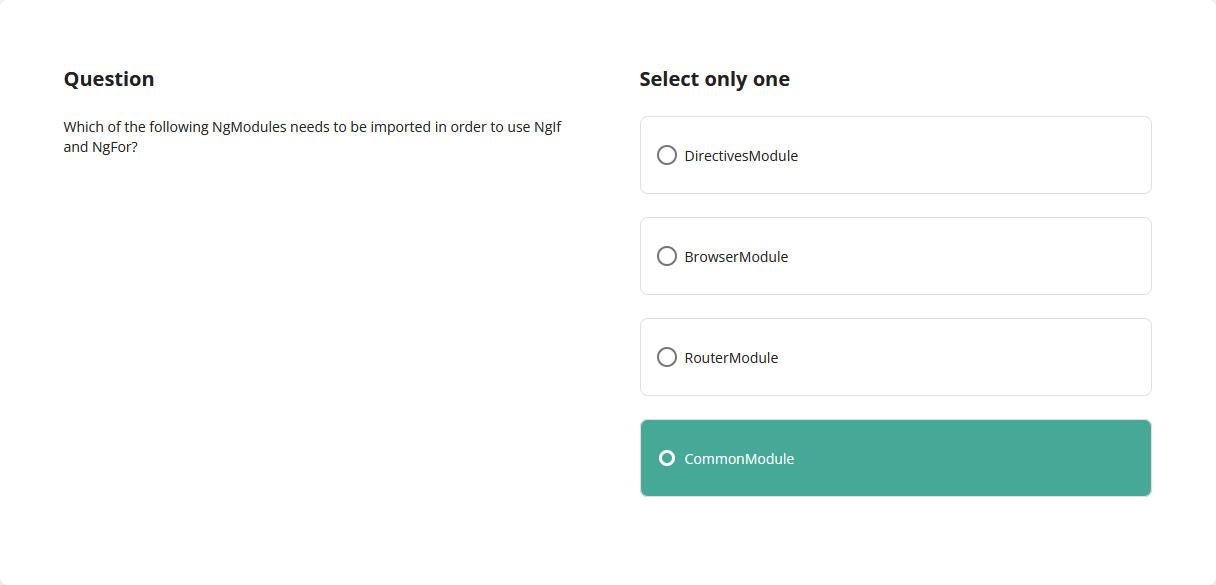 Question
Which of the following NgModules needs to be imported in order to use NgIf
and NgFor?
Select only one
DirectivesModule
BrowserModule
RouterModule
CommonModule